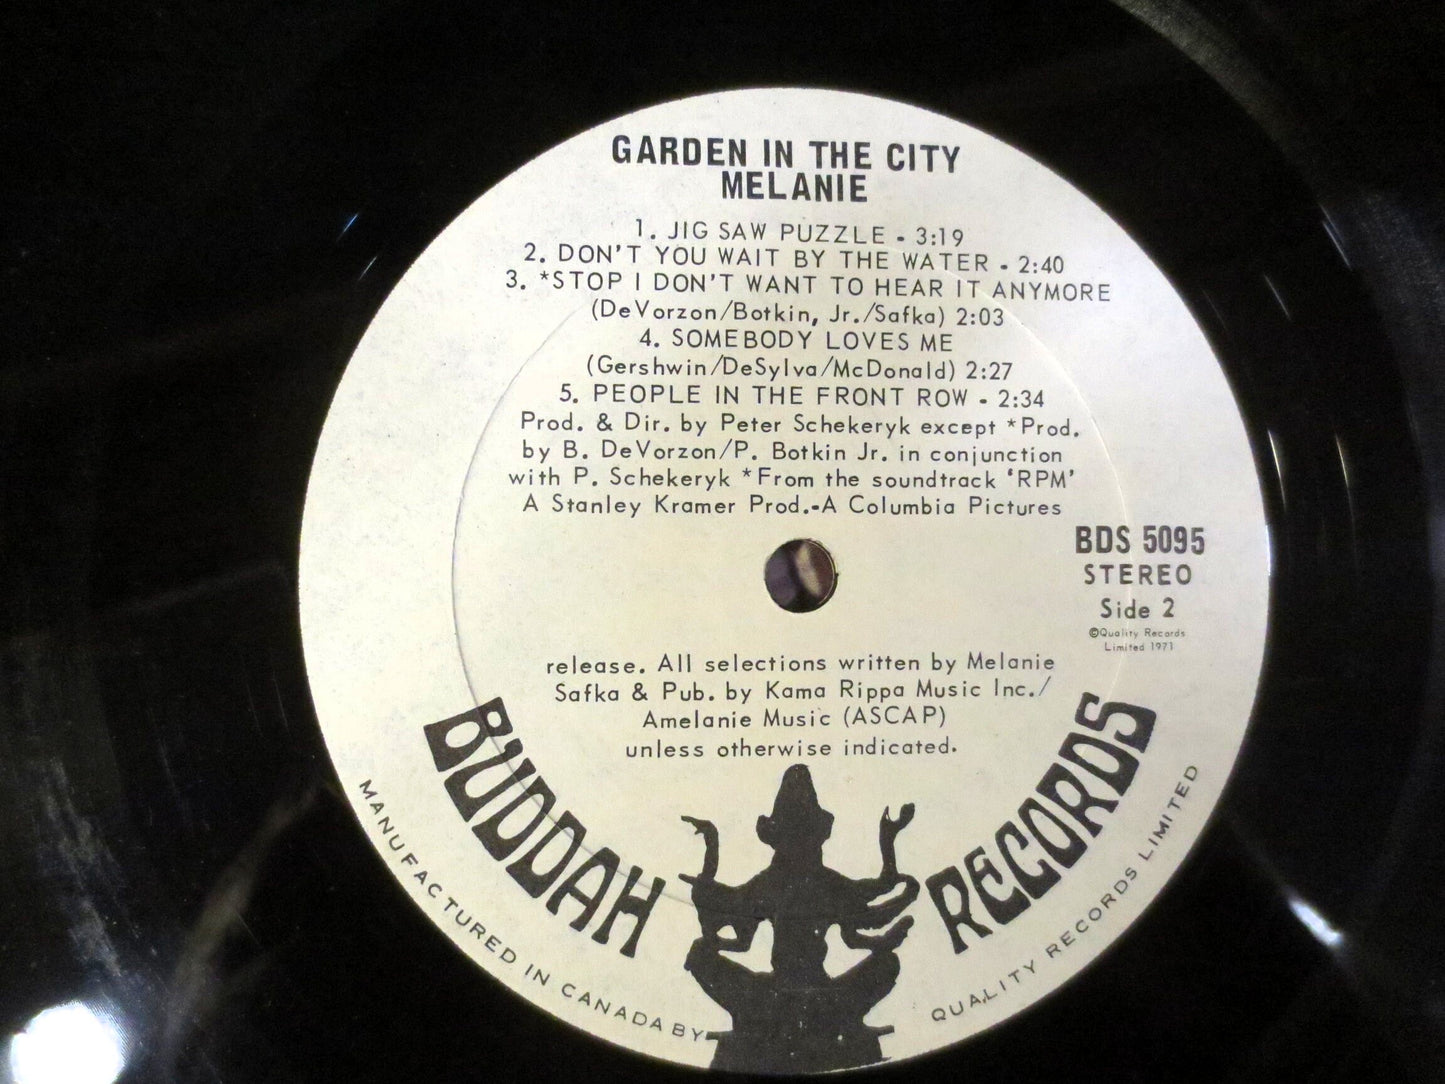 GARDEN IN THE CITY
MELANIE
1. JIG SAW PUZZLE - 3:19
2. DON'T YOU WAIT BY THE WATER - 2:40
3. *STOP I DON'T WANT TO HEAR IT ANYMORE
(DeVorzon/Botkin, Jr./Safka) 2:03
4. SOMEBODY LOVES ME
(Gershwin/DeSylva/McDonald) 2:27
5. PEOPLE IN THE FRONT ROW - 2:34
Prod. & Dir. by Peter Schekeryk except *Prod.
by B. DeVorzon/P. Botkin Jr. in conjunction
with P. Schekeryk *From the soundtrack 'RPM'
A Stanley Kramer Prod.-A Columbia Pictures
BDS 5095
STEREO
Side 2
©Quality Records
Limited 1971
release. All selections written by Melanie
Safka & Pub. by Kama Rippa Music Inc./
Amelanie Music (ASCAP)
unless otherwise indicated.
BUDDAH RECORDS
MANUFACTURED IN CANADA BY QUALITY RECORDS LIMITED